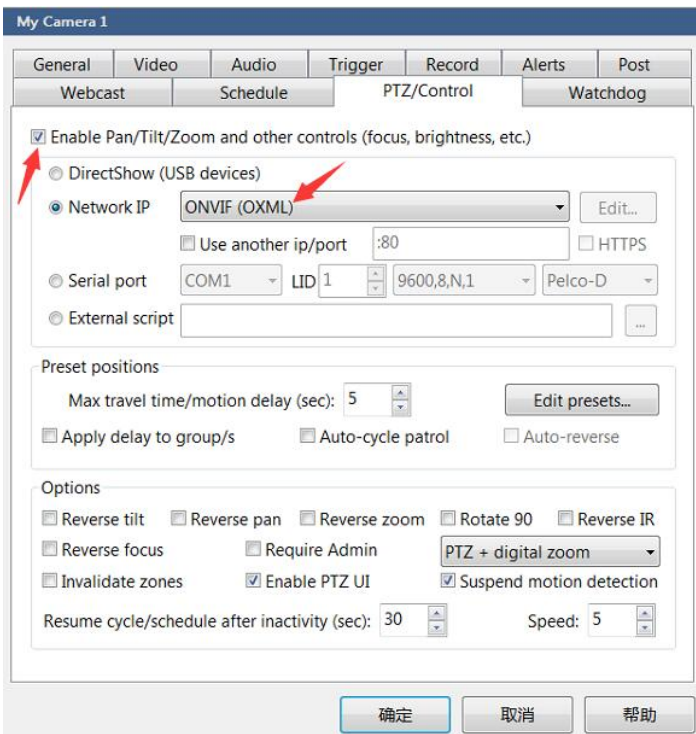 My Camera 1
General Video Audio Trigger Record Alerts Post
Webcast Schedule PTZ/Control Watchdog
Enable Pan/Tilt/Zoom and other controls (focus, brightness, etc.)
DirectShow (USB devices)
Network IP ONVIF (OXML) Edit...
Use another ip/port :80 HTTPS
Serial port COM1 LID 1 9600,8,N,1 Pelco-D
External script ...
Preset positions
Max travel time/motion delay (sec): 5 Edit presets...
Apply delay to group/s Auto-cycle patrol Auto-reverse
Options
Reverse tilt Reverse pan Reverse zoom Rotate 90 Reverse IR
Reverse focus Require Admin PTZ + digital zoom
Invalidate zones Enable PTZ UI Suspend motion detection
Resume cycle/schedule after inactivity (sec): 30 Speed: 5
确定 取消 帮助